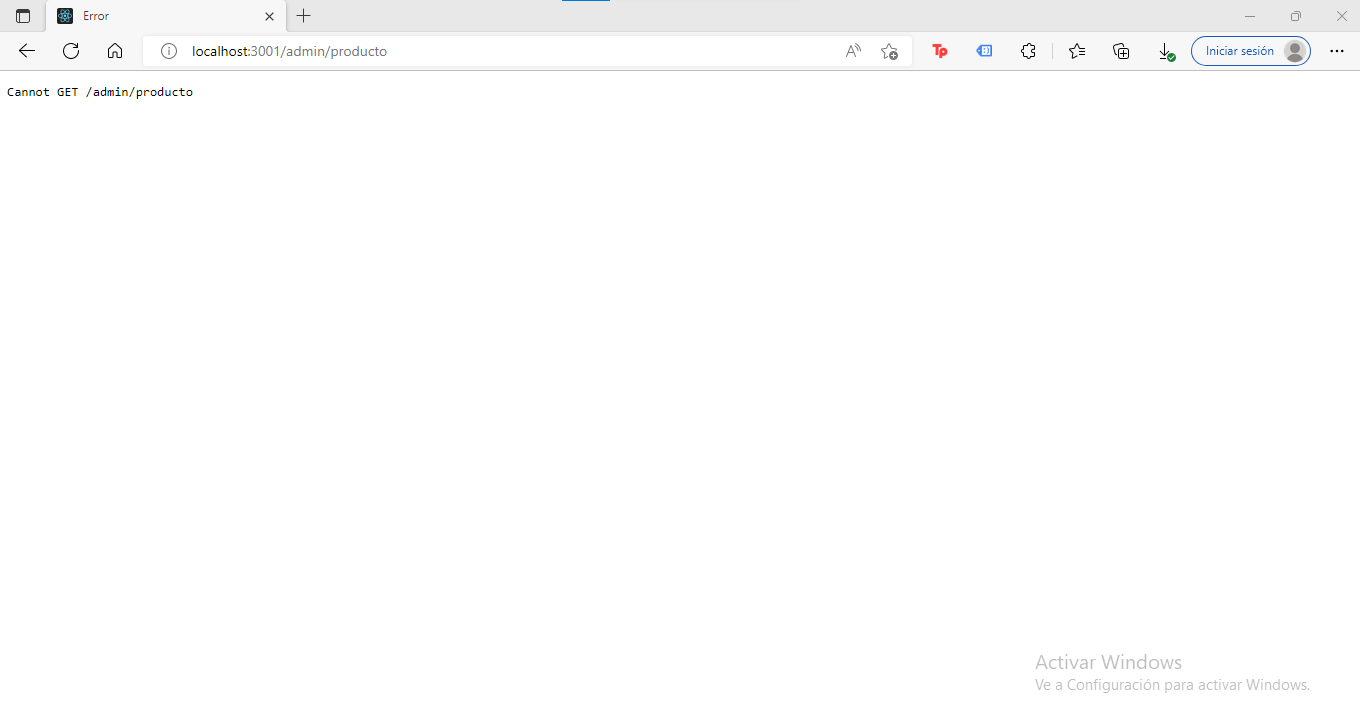 Error
localhost:3001/admin/producto
Iniciar sesión
Cannot GET /admin/producto
Activar Windows
Ve a Configuración para activar Windows.